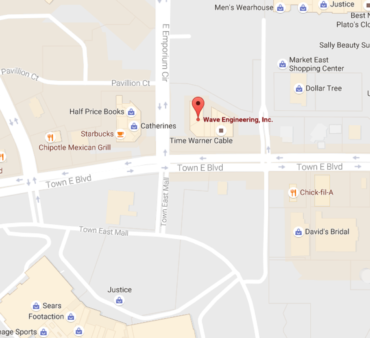 Men's Wearhouse
Justice
Best
Plato's Clo
Sally Beauty Su
E Emporium Cir
Market East
Shopping Center
Pavillion Ct
Pavillion Ct
Dollar Tree
Half Price Books
Wave Engineering, Inc.
Catherines
Starbucks
Time Warner Cable
Chipotle Mexican Grill
Town E Blvd
Town E Blvd
Town E Blvd
Town East Mall
Chick-fil-A
Town East Mall
David's Bridal
Justice
Sears
Footaction
age Sports